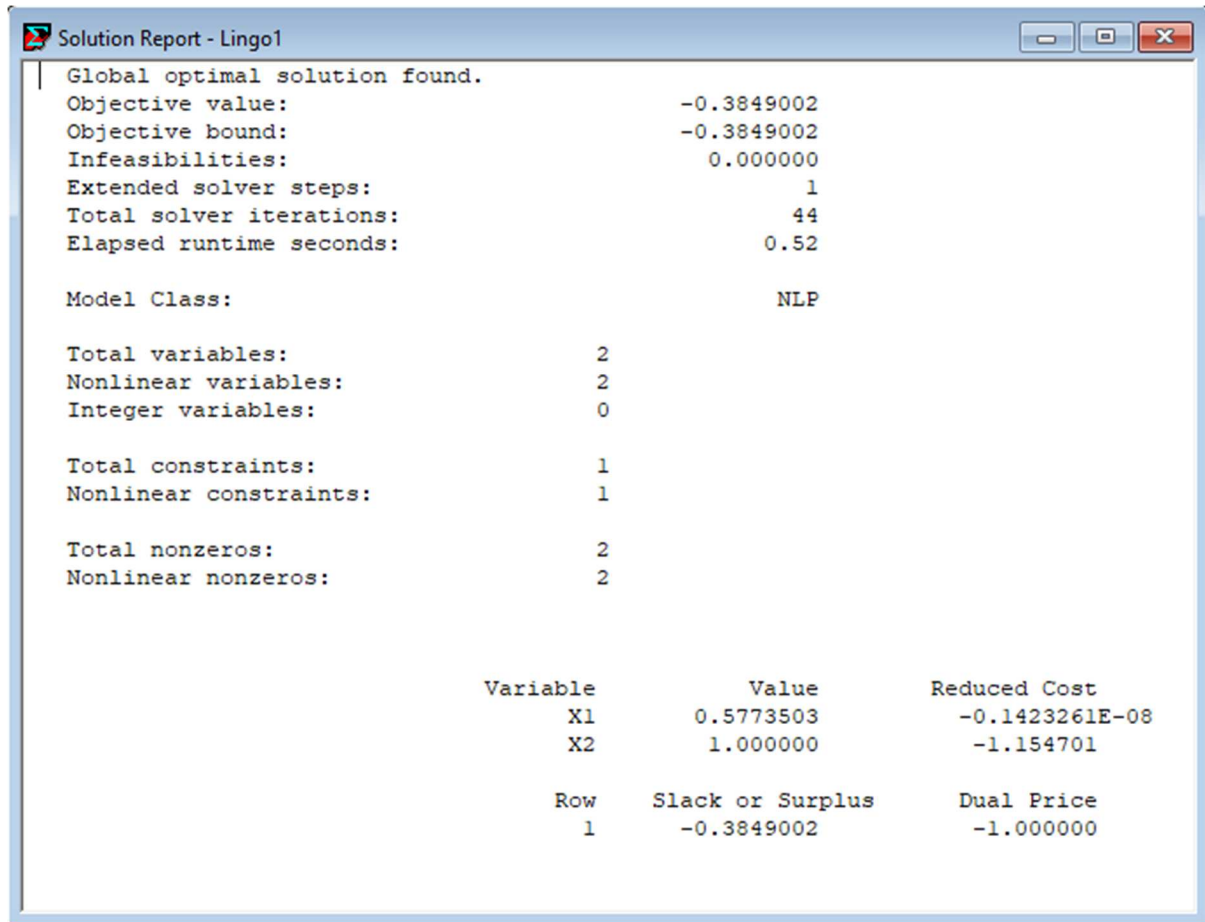 Solution Report - Lingo1
Global optimal solution found.
Objective value: -0.3849002
Objective bound: -0.3849002
Infeasibilities: 0.000000
Extended solver steps: 1
Total solver iterations: 44
Elapsed runtime seconds: 0.52
Model Class: NLP
Total variables: 2
Nonlinear variables: 2
Integer variables: 0
Total constraints: 1
Nonlinear constraints: 1
Total nonzeros: 2
Nonlinear nonzeros: 2
Variable Value Reduced Cost
X1 0.5773503 -0.1423261E-08
X2 1.000000 -1.154701
Row Slack or Surplus Dual Price
1 -0.3849002 -1.000000